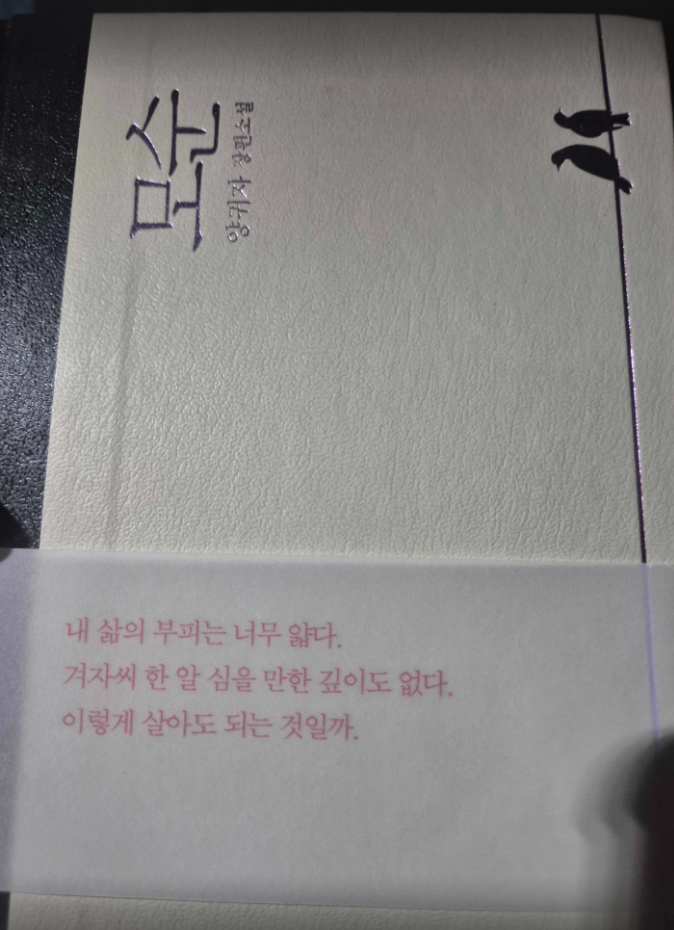 모순
양귀자 장편소설
내 삶의 부피는 너무 얇다.
겨자씨 한 알 심을 만한 깊이도 없다.
이렇게 살아도 되는 것일까.